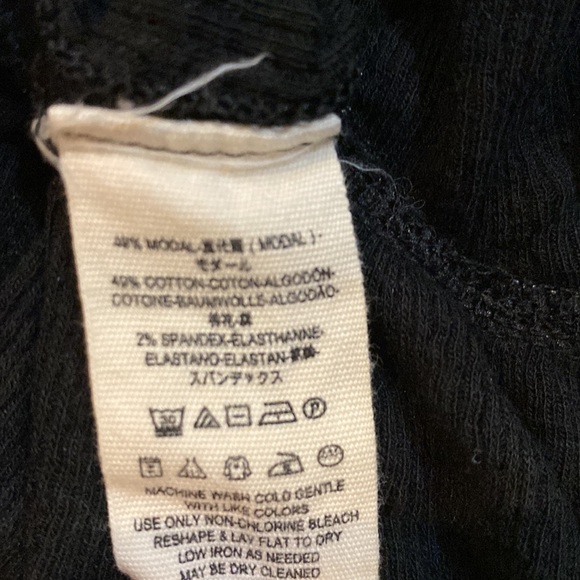 49% MODAL-莫代爾 (MODAL)-
モダール
49% COTTON-COTON-ALGODÓN-
COTONE-BAUMWOLLE-ALGODÃO-
棉花-綿
2% SPANDEX-ELASTHANNE-
ELASTANO-ELASTAN-
スパンデックス
30 P
MACHINE WASH COLD GENTLE
WITH LIKE COLORS
USE ONLY NON-CHLORINE BLEACH
RESHAPE & LAY FLAT TO DRY
LOW IRON AS NEEDED
MAY BE DRY CLEANED